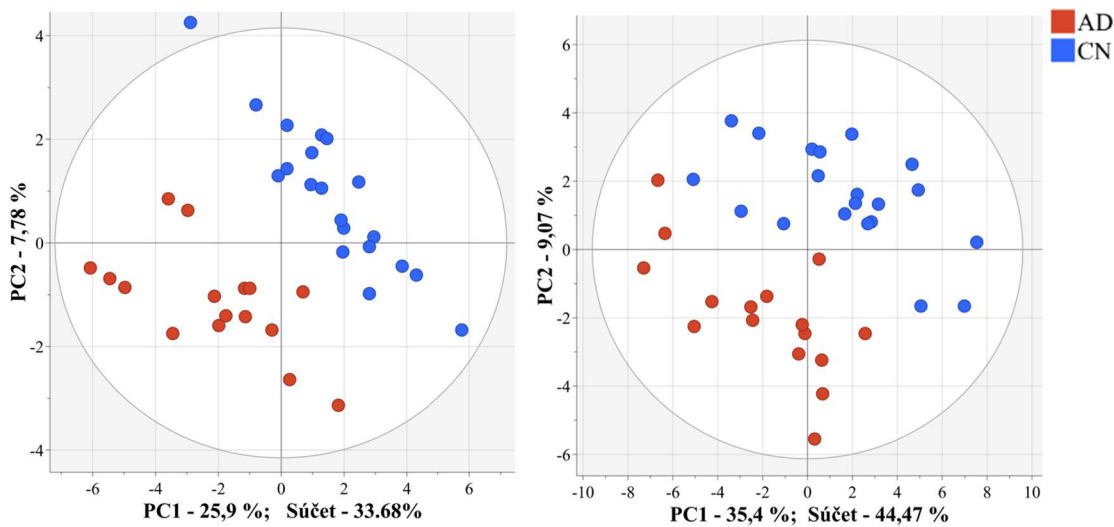 4
2
0
-2
-4
PC2 - 7,78 %
-6 -4 -2 0 2 4 6
PC1 - 25,9 %; Súčet - 33.68%
6
4
2
0
-2
-4
-6
PC2 - 9,07 %
-10 -8 -6 -4 -2 0 2 4 6 8 10
PC1 - 35,4 %; Súčet - 44,47 %
AD
CN